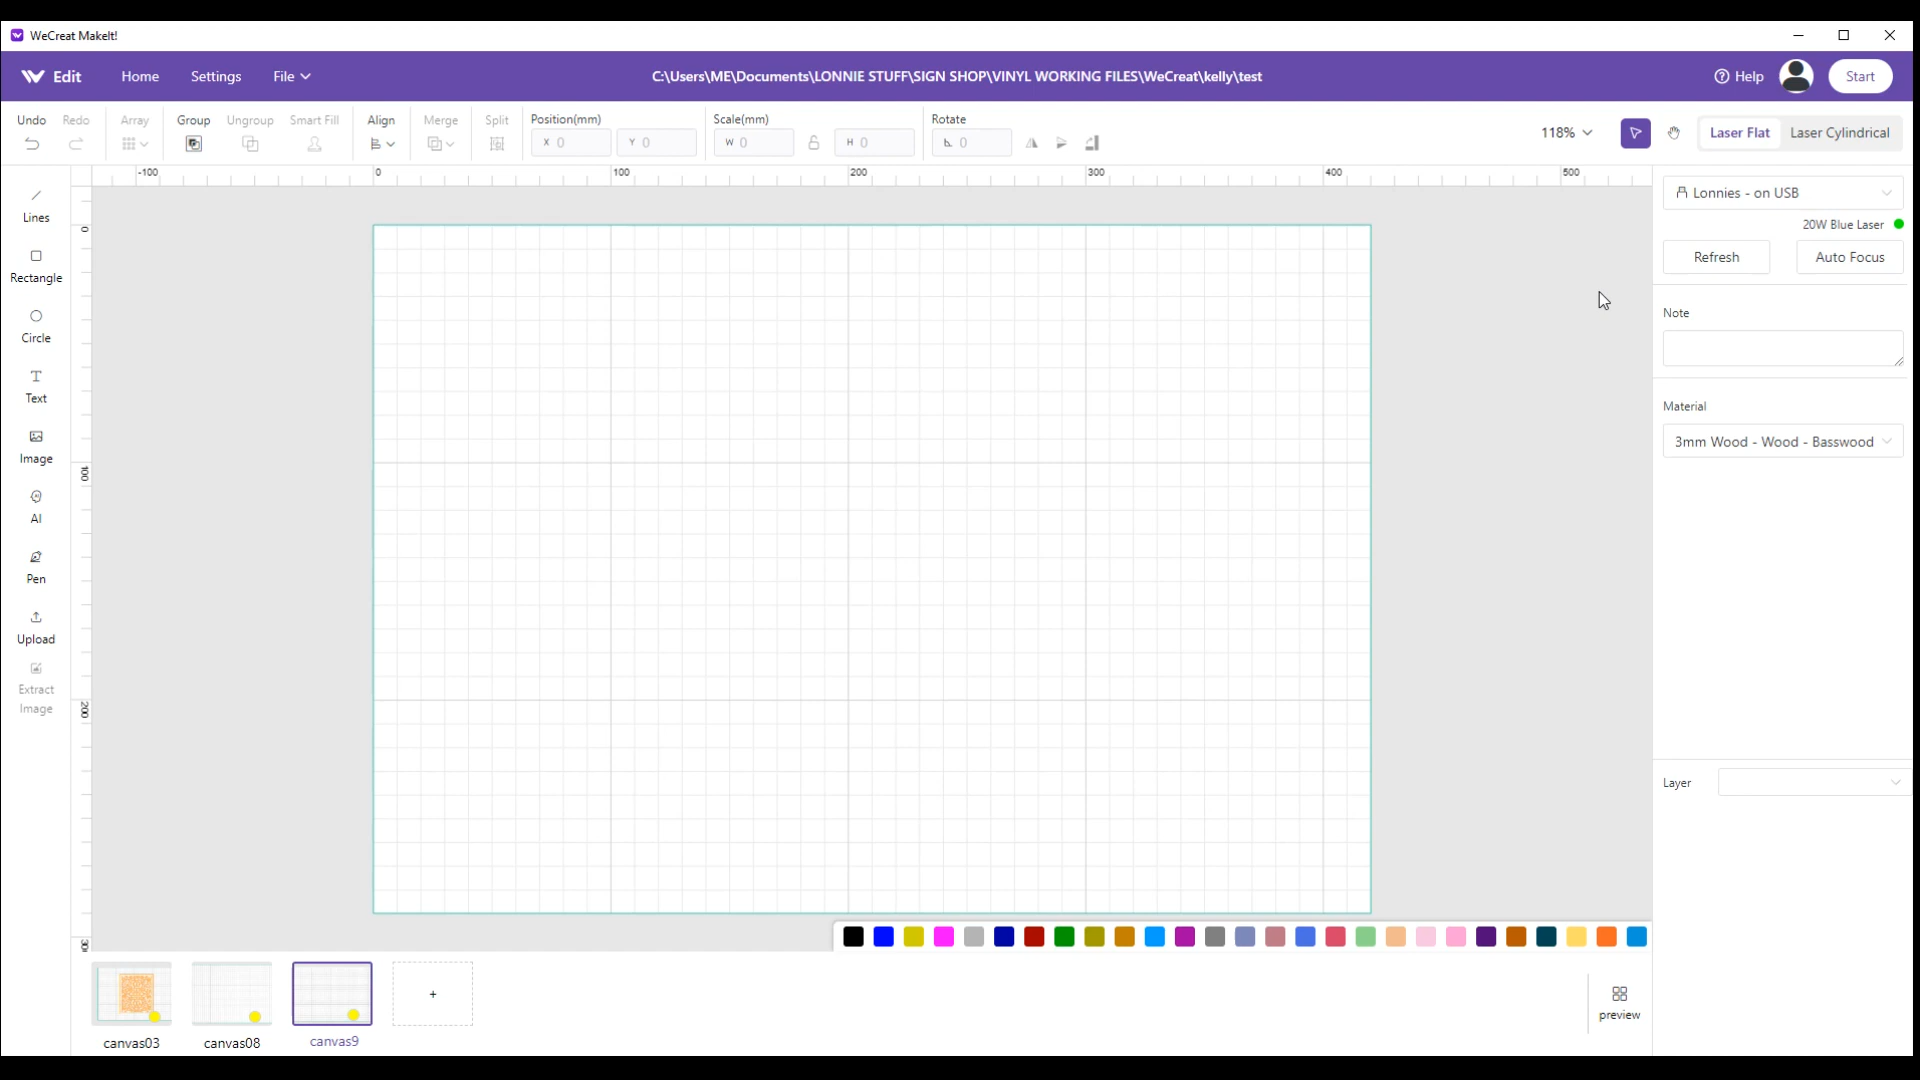 WeCreat MakeIt!
Edit Home Settings File C:\Users\ME\Documents\LONNIE STUFF\SIGN SHOP\VINYL WORKING FILES\WeCreat\kelly\test Help Start
Undo Redo Array Group Ungroup Smart Fill Align Merge Split Position(mm) Scale(mm) Rotate
X 0 Y 0 W 0 H 0 0
118% Laser Flat Laser Cylindrical
-100 0 100 200 300 400 500
0
100
200
Lines
Rectangle
Circle
Text
Image
AI
Pen
Upload
Extract
Image
Lonnies - on USB
20W Blue Laser
Refresh Auto Focus
Note
Material
3mm Wood - Wood - Basswood
Layer
+
preview
canvas03 canvas08 canvas9